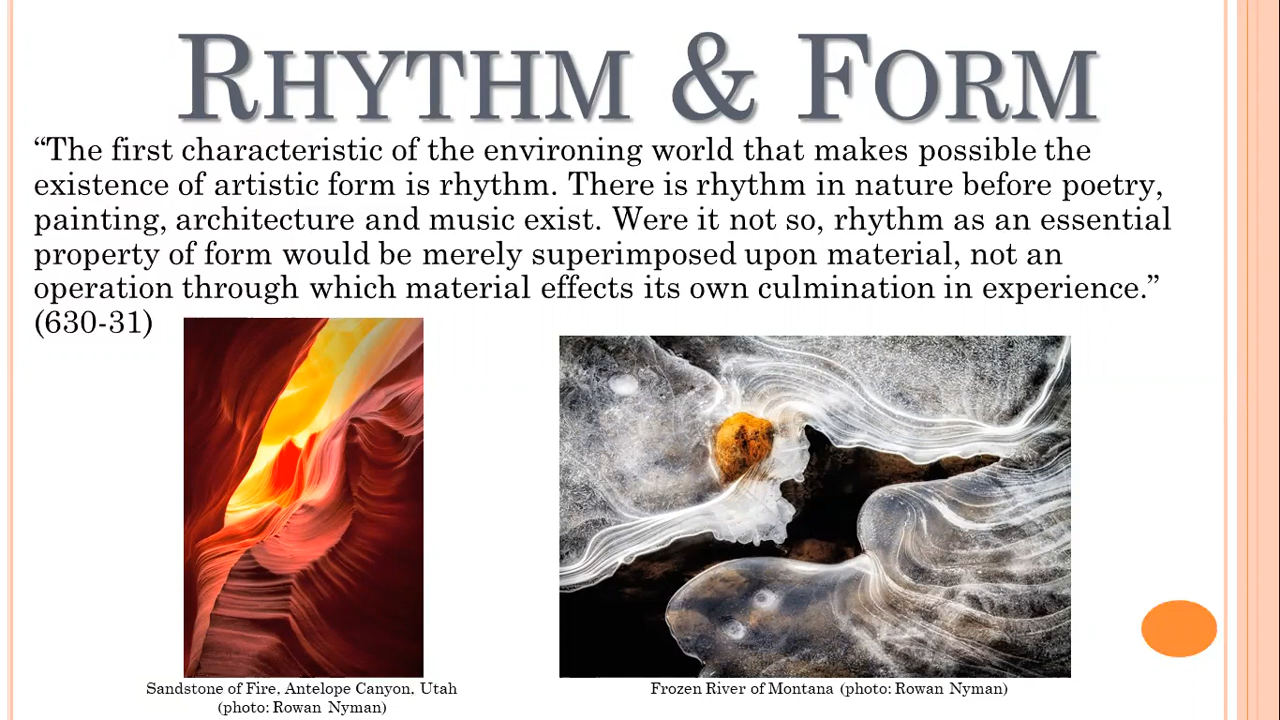 RHYTHM & FORM
“The first characteristic of the environing world that makes possible the
existence of artistic form is rhythm. There is rhythm in nature before poetry,
painting, architecture and music exist. Were it not so, rhythm as an essential
property of form would be merely superimposed upon material, not an
operation through which material effects its own culmination in experience.”
(630-31)
Sandstone of Fire, Antelope Canyon, Utah
(photo: Rowan Nyman)
Frozen River of Montana (photo: Rowan Nyman)